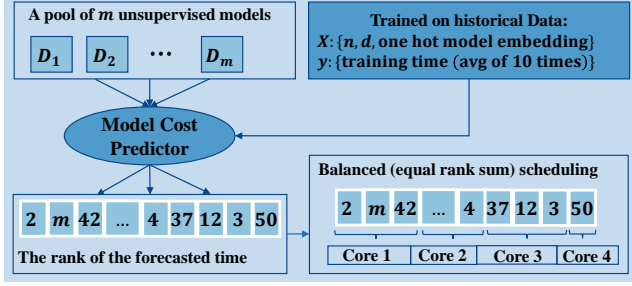 A pool of m unsupervised models
D1 D2 ... Dm
Trained on historical Data:
X: {n, d, one hot model embedding}
y: {training time (avg of 10 times)}
Model Cost
Predictor
2 m 42 ... 4 37 12 3 50
The rank of the forecasted time
Balanced (equal rank sum) scheduling
2 m 42 ... 4 37 12 3 50
Core 1 Core 2 Core 3 Core 4